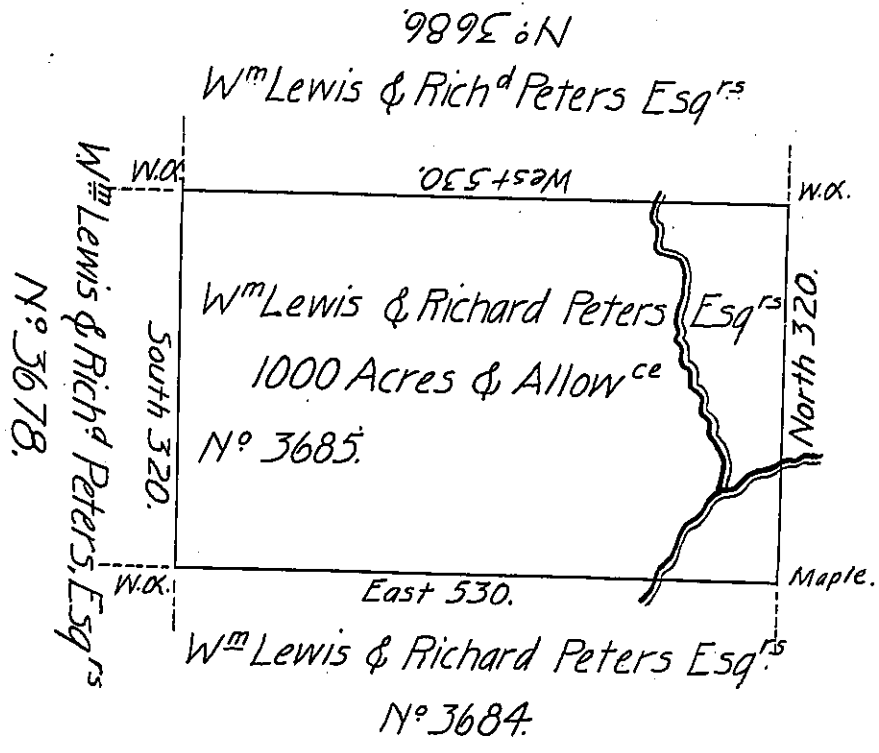 Nº 3686.
Wᵐ Lewis & Richᵈ Peters Esqʳˢ
W.O.
West 530.
W.O.
Wᵐ Lewis & Richᵈ Peters, Esqʳˢ
Nº 3678.
South 320.
Wᵐ Lewis & Richard Peters Esqʳˢ
1000 Acres & Allowᶜᵉ
Nº 3685.
North 320.
W.O.
East 530.
Maple.
Wᵐ Lewis & Richard Peters Esqʳˢ
Nº 3684.